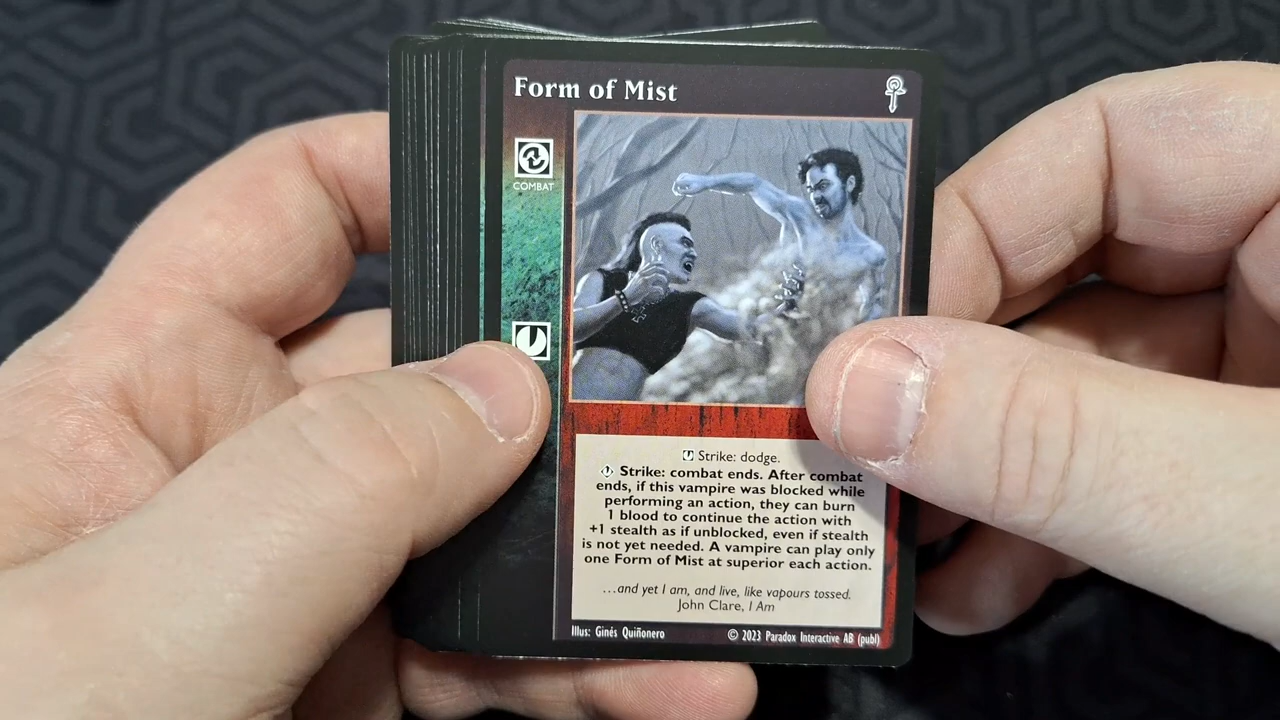 Form of Mist
COMBAT
Strike: dodge.
Strike: combat ends. After combat
ends, if this vampire was blocked while
performing an action, they can burn
1 blood to continue the action with
+1 stealth as if unblocked, even if stealth
is not yet needed. A vampire can play only
one Form of Mist at superior each action.
...and yet I am, and live, like vapours tossed.
John Clare, I Am
Illus: Ginés Quiñonero
© 2023 Paradox Interactive AB (publ)